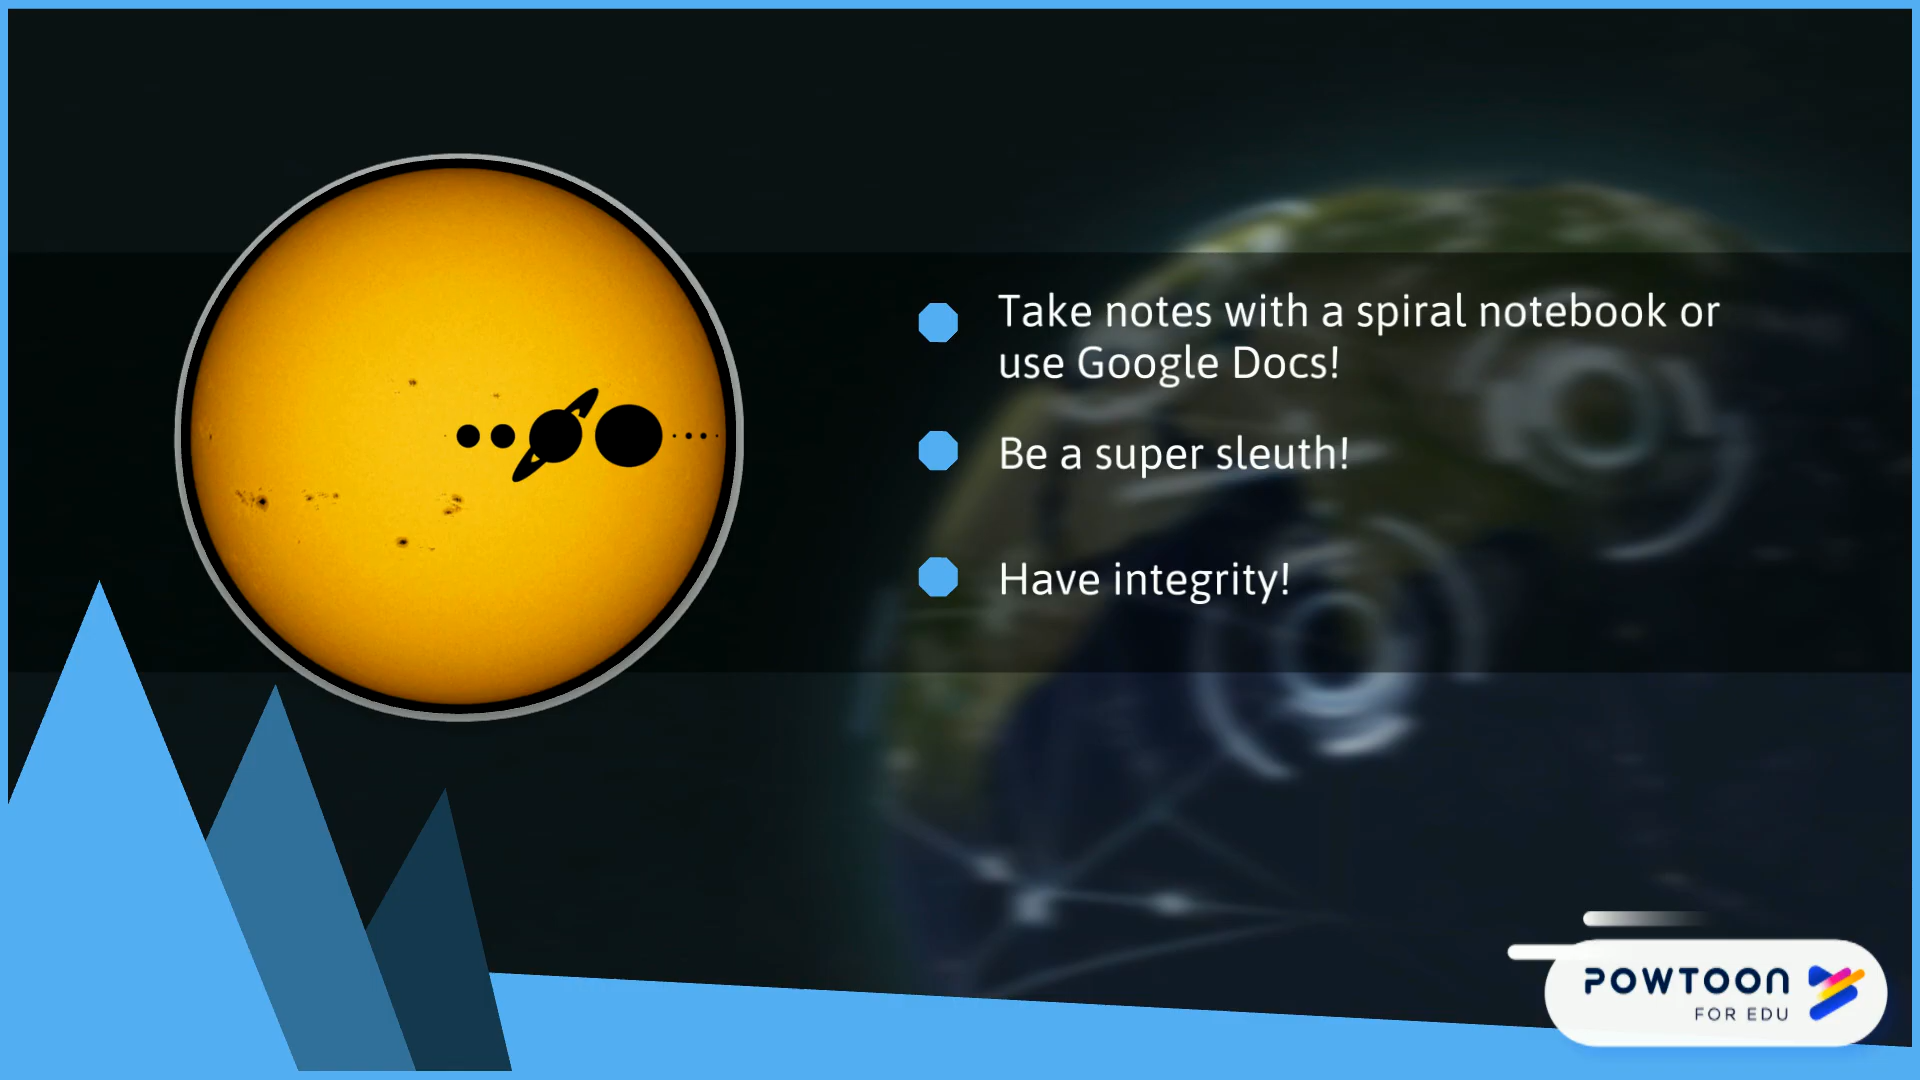 Take notes with a spiral notebook or
use Google Docs!
Be a super sleuth!
Have integrity!
POWTOON
FOR EDU